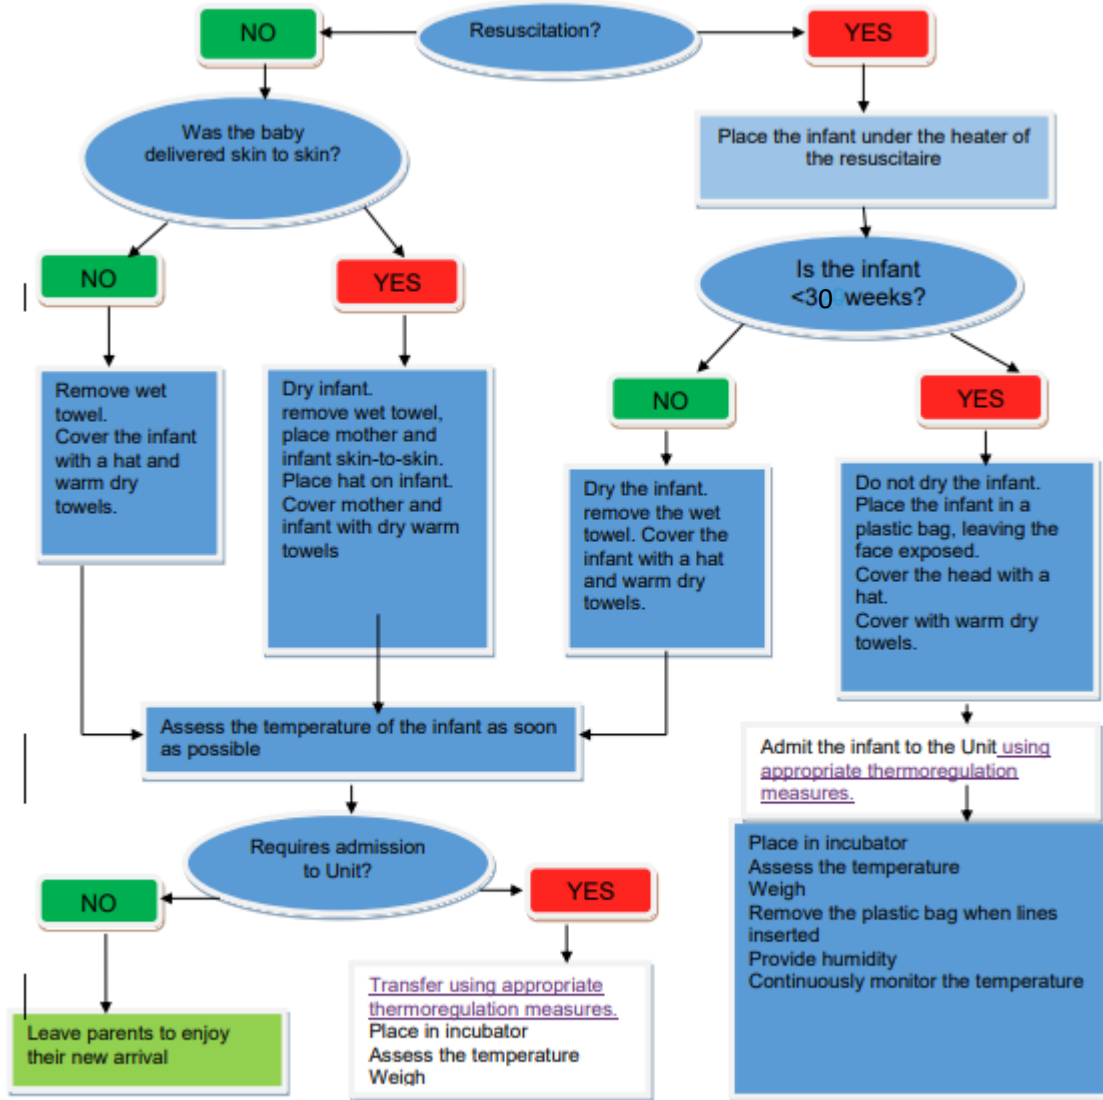 Resuscitation?
NO
YES
Was the baby
delivered skin to skin?
Place the infant under the heater of
the resuscitaire
NO
YES
Is the infant
<30 weeks?
NO
YES
Remove wet
towel.
Cover the infant
with a hat and
warm dry
towels.
Dry infant.
remove wet towel,
place mother and
infant skin-to-skin.
Place hat on infant.
Cover mother and
infant with dry warm
towels
Dry the infant.
remove the wet
towel. Cover the
infant with a hat
and warm dry
towels.
Do not dry the infant.
Place the infant in a
plastic bag, leaving the
face exposed.
Cover the head with a
hat.
Cover with warm dry
towels.
Assess the temperature of the infant as soon
as possible
Admit the infant to the Unit using
appropriate thermoregulation
measures.
Requires admission
to Unit?
NO
YES
Place in incubator
Assess the temperature
Weigh
Remove the plastic bag when lines
inserted
Provide humidity
Continuously monitor the temperature
Leave parents to enjoy
their new arrival
Transfer using appropriate
thermoregulation measures.
Place in incubator
Assess the temperature
Weigh